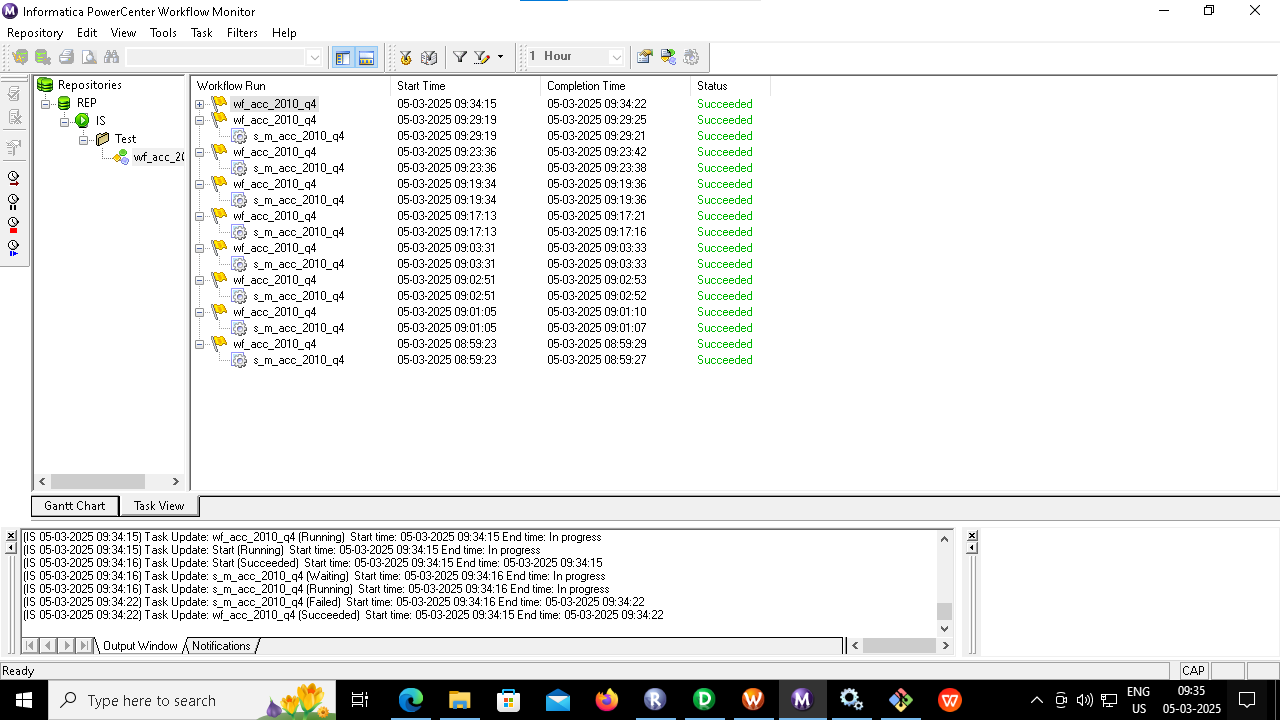 Informatica PowerCenter Workflow Monitor
Repository Edit View Tools Task Filters Help
1 Hour
Repositories
REP
IS
Test
wf_acc_20
Workflow Run Start Time Completion Time Status
wf_acc_2010_q4 05-03-2025 09:34:15 05-03-2025 09:34:22 Succeeded
wf_acc_2010_q4 05-03-2025 09:29:19 05-03-2025 09:29:25 Succeeded
s_m_acc_2010_q4 05-03-2025 09:29:19 05-03-2025 09:29:21 Succeeded
wf_acc_2010_q4 05-03-2025 09:23:36 05-03-2025 09:23:42 Succeeded
s_m_acc_2010_q4 05-03-2025 09:23:36 05-03-2025 09:23:38 Succeeded
wf_acc_2010_q4 05-03-2025 09:19:34 05-03-2025 09:19:36 Succeeded
s_m_acc_2010_q4 05-03-2025 09:19:34 05-03-2025 09:19:36 Succeeded
wf_acc_2010_q4 05-03-2025 09:17:13 05-03-2025 09:17:21 Succeeded
s_m_acc_2010_q4 05-03-2025 09:17:13 05-03-2025 09:17:16 Succeeded
wf_acc_2010_q4 05-03-2025 09:03:31 05-03-2025 09:03:33 Succeeded
s_m_acc_2010_q4 05-03-2025 09:03:31 05-03-2025 09:03:33 Succeeded
wf_acc_2010_q4 05-03-2025 09:02:51 05-03-2025 09:02:53 Succeeded
s_m_acc_2010_q4 05-03-2025 09:02:51 05-03-2025 09:02:52 Succeeded
wf_acc_2010_q4 05-03-2025 09:01:05 05-03-2025 09:01:10 Succeeded
s_m_acc_2010_q4 05-03-2025 09:01:05 05-03-2025 09:01:07 Succeeded
wf_acc_2010_q4 05-03-2025 08:59:23 05-03-2025 08:59:29 Succeeded
s_m_acc_2010_q4 05-03-2025 08:59:23 05-03-2025 08:59:27 Succeeded
Gantt Chart Task View
(IS 05-03-2025 09:34:15) Task Update: wf_acc_2010_q4 (Running) Start time: 05-03-2025 09:34:15 End time: In progress
(IS 05-03-2025 09:34:15) Task Update: Start (Running) Start time: 05-03-2025 09:34:15 End time: In progress
(IS 05-03-2025 09:34:16) Task Update: Start (Succeeded) Start time: 05-03-2025 09:34:15 End time: 05-03-2025 09:34:15
(IS 05-03-2025 09:34:16) Task Update: s_m_acc_2010_q4 (Waiting) Start time: 05-03-2025 09:34:16 End time: In progress
(IS 05-03-2025 09:34:16) Task Update: s_m_acc_2010_q4 (Running) Start time: 05-03-2025 09:34:16 End time: In progress
(IS 05-03-2025 09:34:22) Task Update: s_m_acc_2010_q4 (Failed) Start time: 05-03-2025 09:34:16 End time: 05-03-2025 09:34:22
(IS 05-03-2025 09:34:22) Task Update: wf_acc_2010_q4 (Succeeded) Start time: 05-03-2025 09:34:15 End time: 05-03-2025 09:34:22
Output Window Notifications
Ready CAP
Type here to search
ENG
US
09:35
05-03-2025